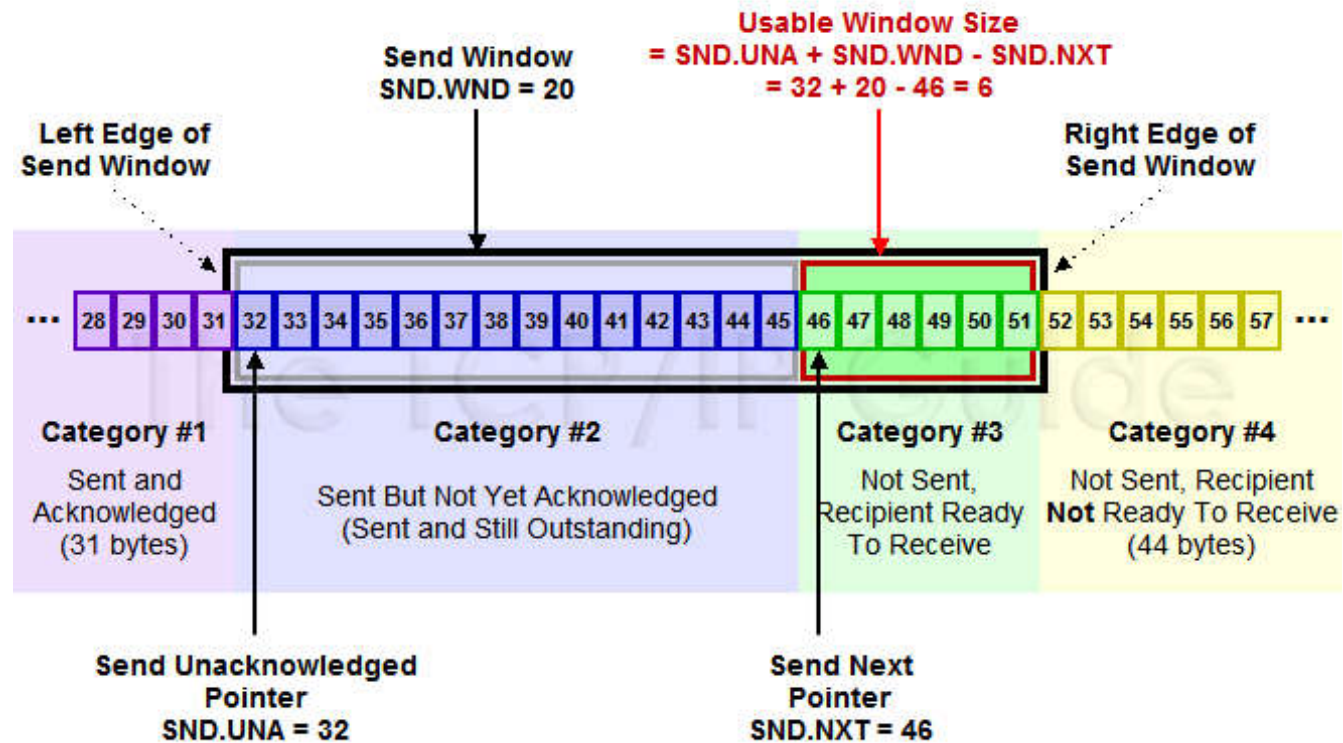 Usable Window Size
= SND.UNA + SND.WND - SND.NXT
= 32 + 20 - 46 = 6
Send Window
SND.WND = 20
Left Edge of
Send Window
Right Edge of
Send Window
... 28 29 30 31 32 33 34 35 36 37 38 39 40 41 42 43 44 45 46 47 48 49 50 51 52 53 54 55 56 57 ...
The TCP/IP Guide
Category #1
Sent and
Acknowledged
(31 bytes)
Category #2
Sent But Not Yet Acknowledged
(Sent and Still Outstanding)
Category #3
Not Sent,
Recipient Ready
To Receive
Category #4
Not Sent, Recipient
Not Ready To Receive
(44 bytes)
Send Unacknowledged
Pointer
SND.UNA = 32
Send Next
Pointer
SND.NXT = 46